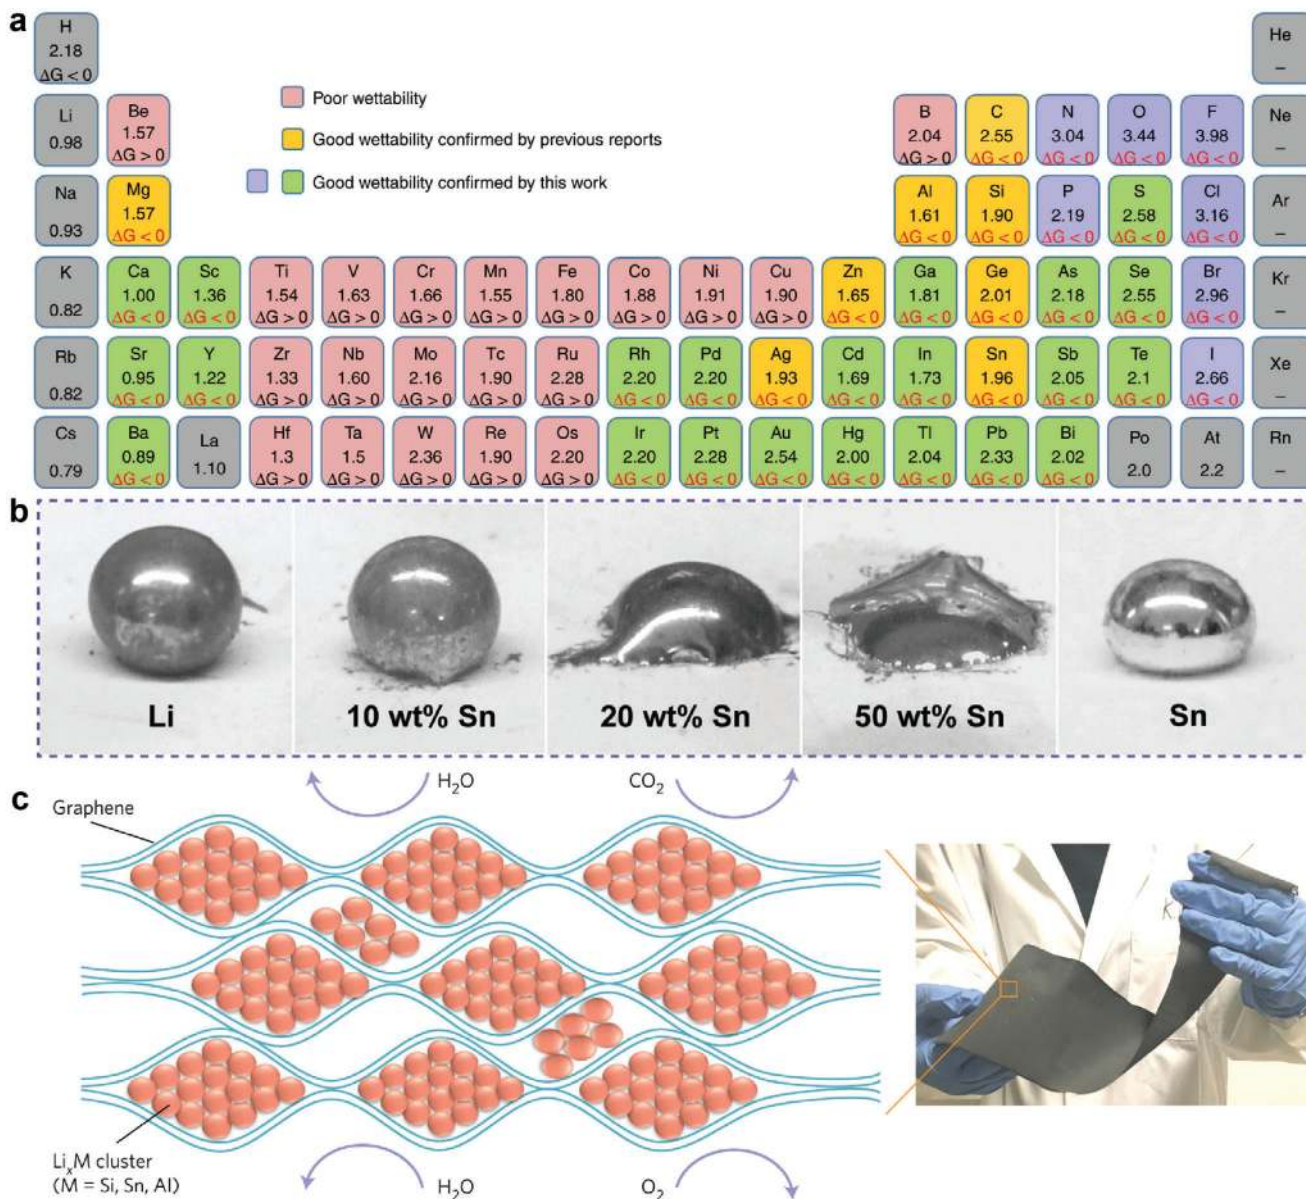 a
H
2.18
ΔG < 0
He
–
Li
0.98
Be
1.57
ΔG > 0
Poor wettability
Good wettability confirmed by previous reports
Good wettability confirmed by this work
B
2.04
ΔG > 0
C
2.55
ΔG < 0
N
3.04
ΔG < 0
O
3.44
ΔG < 0
F
3.98
ΔG < 0
Ne
–
Na
0.93
Mg
1.57
ΔG < 0
Al
1.61
ΔG < 0
Si
1.90
ΔG < 0
P
2.19
ΔG < 0
S
2.58
ΔG < 0
Cl
3.16
ΔG < 0
Ar
–
K
0.82
Ca
1.00
ΔG < 0
Sc
1.36
ΔG < 0
Ti
1.54
ΔG > 0
V
1.63
ΔG > 0
Cr
1.66
ΔG > 0
Mn
1.55
ΔG > 0
Fe
1.80
ΔG > 0
Co
1.88
ΔG > 0
Ni
1.91
ΔG > 0
Cu
1.90
ΔG > 0
Zn
1.65
ΔG < 0
Ga
1.81
ΔG < 0
Ge
2.01
ΔG < 0
As
2.18
ΔG < 0
Se
2.55
ΔG < 0
Br
2.96
ΔG < 0
Kr
–
Rb
0.82
Sr
0.95
ΔG < 0
Y
1.22
ΔG < 0
Zr
1.33
ΔG > 0
Nb
1.60
ΔG > 0
Mo
2.16
ΔG > 0
Tc
1.90
ΔG > 0
Ru
2.28
ΔG > 0
Rh
2.20
ΔG < 0
Pd
2.20
ΔG < 0
Ag
1.93
ΔG < 0
Cd
1.69
ΔG < 0
In
1.73
ΔG < 0
Sn
1.96
ΔG < 0
Sb
2.05
ΔG < 0
Te
2.1
ΔG < 0
I
2.66
ΔG < 0
Xe
–
Cs
0.79
Ba
0.89
ΔG < 0
La
1.10
Hf
1.3
ΔG > 0
Ta
1.5
ΔG > 0
W
2.36
ΔG > 0
Re
1.90
ΔG > 0
Os
2.20
ΔG > 0
Ir
2.20
ΔG < 0
Pt
2.28
ΔG < 0
Au
2.54
ΔG < 0
Hg
2.00
ΔG < 0
Tl
2.04
ΔG < 0
Pb
2.33
ΔG < 0
Bi
2.02
ΔG < 0
Po
2.0
At
2.2
Rn
–
b
Li
10 wt% Sn
20 wt% Sn
50 wt% Sn
Sn
c
H₂O
CO₂
Graphene
LiₓM cluster
(M = Si, Sn, Al)
H₂O
O₂